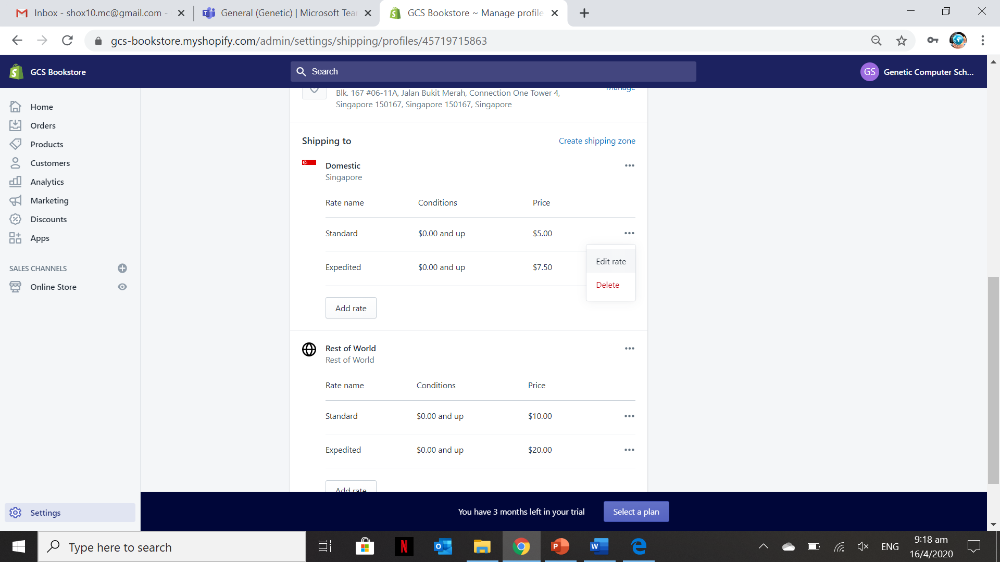 Inbox - shox10.mc@gmail.com -
General (Genetic) | Microsoft Tea
GCS Bookstore ~ Manage profile
gcs-bookstore.myshopify.com/admin/settings/shipping/profiles/45719715863
GCS Bookstore
Search
GS Genetic Computer Sch...
Home
Orders
Products
Customers
Analytics
Marketing
Discounts
Apps
SALES CHANNELS
Online Store
Settings
Manage
Blk. 167 #06-11A, Jalan Bukit Merah, Connection One Tower 4,
Singapore 150167, Singapore 150167, Singapore
Shipping to Create shipping zone
Domestic
Singapore
Rate name Conditions Price
Standard $0.00 and up $5.00
Edit rate
Expedited $0.00 and up $7.50
Delete
Add rate
Rest of World
Rest of World
Rate name Conditions Price
Standard $0.00 and up $10.00
Expedited $0.00 and up $20.00
Add rate
You have 3 months left in your trial Select a plan
Type here to search
ENG
9:18 am
16/4/2020